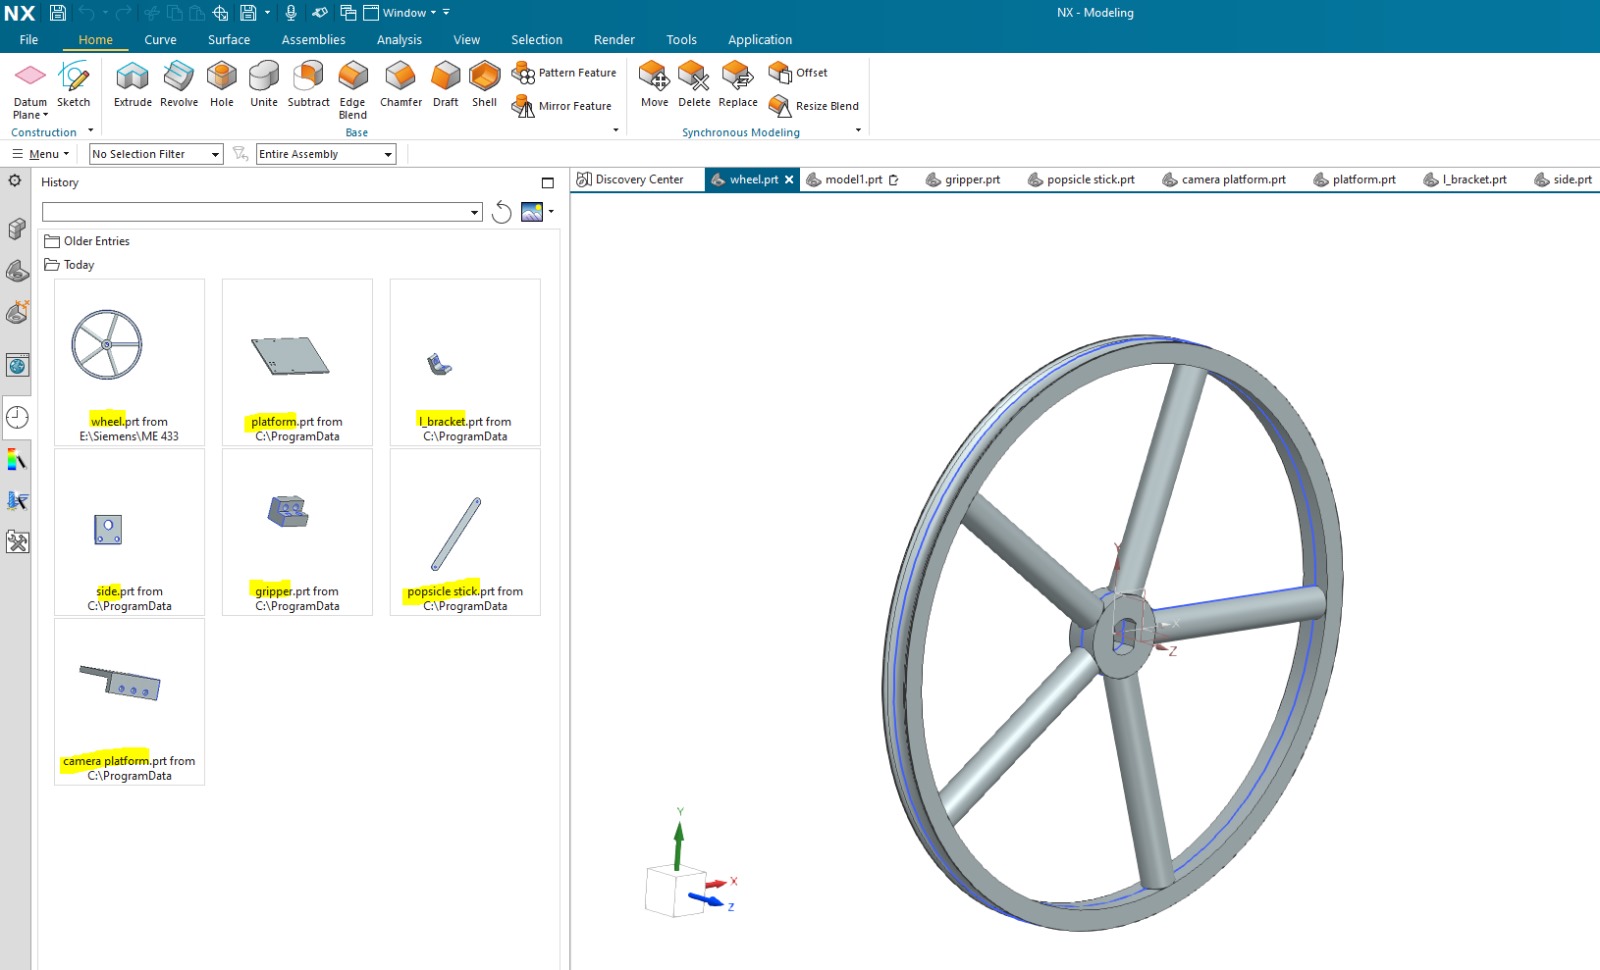 NX Window NX - Modeling
File Home Curve Surface Assemblies Analysis View Selection Render Tools Application
Datum Plane Sketch Extrude Revolve Hole Unite Subtract Edge Blend Chamfer Draft Shell Pattern Feature Mirror Feature Move Delete Replace Offset Resize Blend
Construction Base Synchronous Modeling
Menu No Selection Filter Entire Assembly
History Discovery Center wheel.prt model1.prt gripper.prt popsicle stick.prt camera platform.prt platform.prt l_bracket.prt side.prt
Older Entries
Today
wheel.prt from platform.prt from l_bracket.prt from
E:\Siemens\ME 433 C:\ProgramData C:\ProgramData
side.prt from gripper.prt from popsicle stick.prt from
C:\ProgramData C:\ProgramData C:\ProgramData
camera platform.prt from
C:\ProgramData
Y
X
Z
Y
X
Z